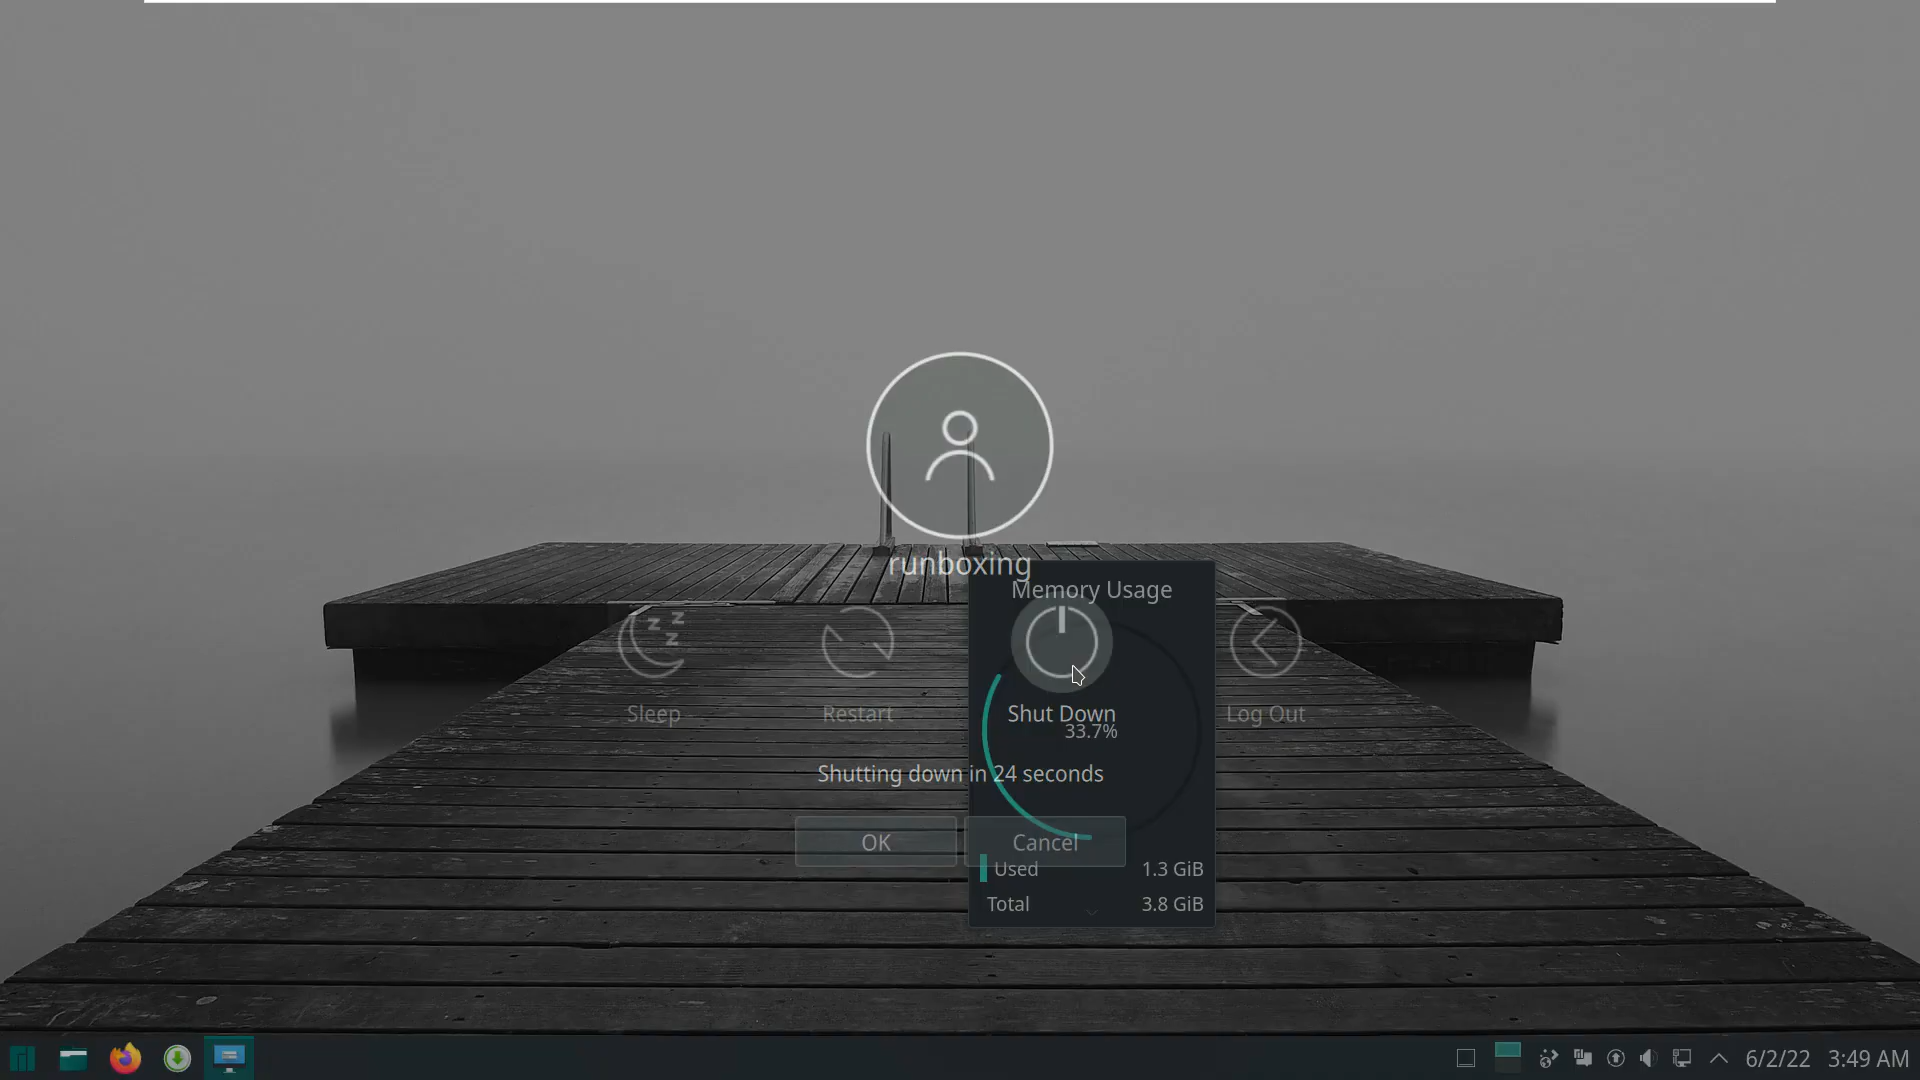 runboxing
Memory Usage
Sleep
Restart
Shut Down
Log Out
33.7%
Shutting down in 24 seconds
OK
Cancel
Used 1.3 GiB
Total 3.8 GiB
6/2/22 3:49 AM